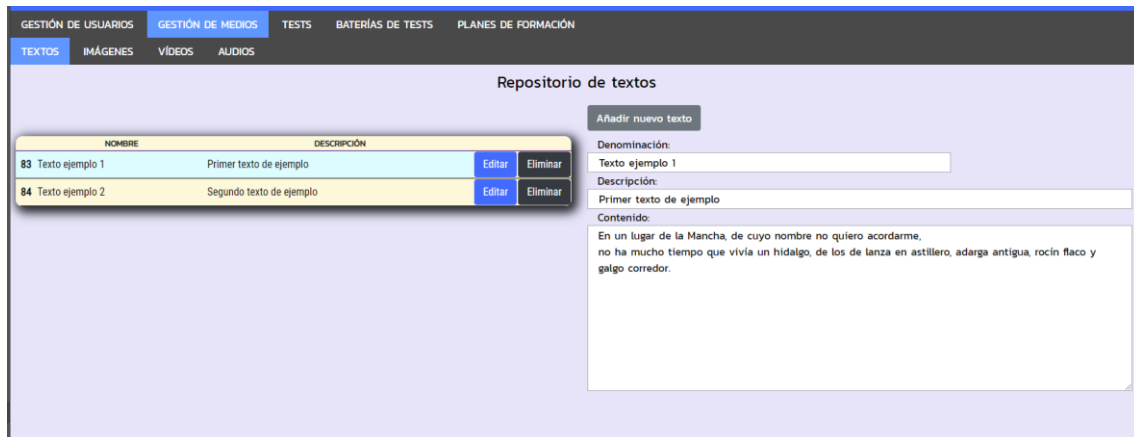 GESTIÓN DE USUARIOS GESTIÓN DE MEDIOS TESTS BATERÍAS DE TESTS PLANES DE FORMACIÓN
TEXTOS IMÁGENES VÍDEOS AUDIOS
Repositorio de textos
NOMBRE DESCRIPCIÓN
83 Texto ejemplo 1 Primer texto de ejemplo Editar Eliminar
84 Texto ejemplo 2 Segundo texto de ejemplo Editar Eliminar
Añadir nuevo texto
Denominación:
Texto ejemplo 1
Descripción:
Primer texto de ejemplo
Contenido:
En un lugar de la Mancha, de cuyo nombre no quiero acordarme,
no ha mucho tiempo que vivía un hidalgo, de los de lanza en astillero, adarga antigua, rocín flaco y
galgo corredor.